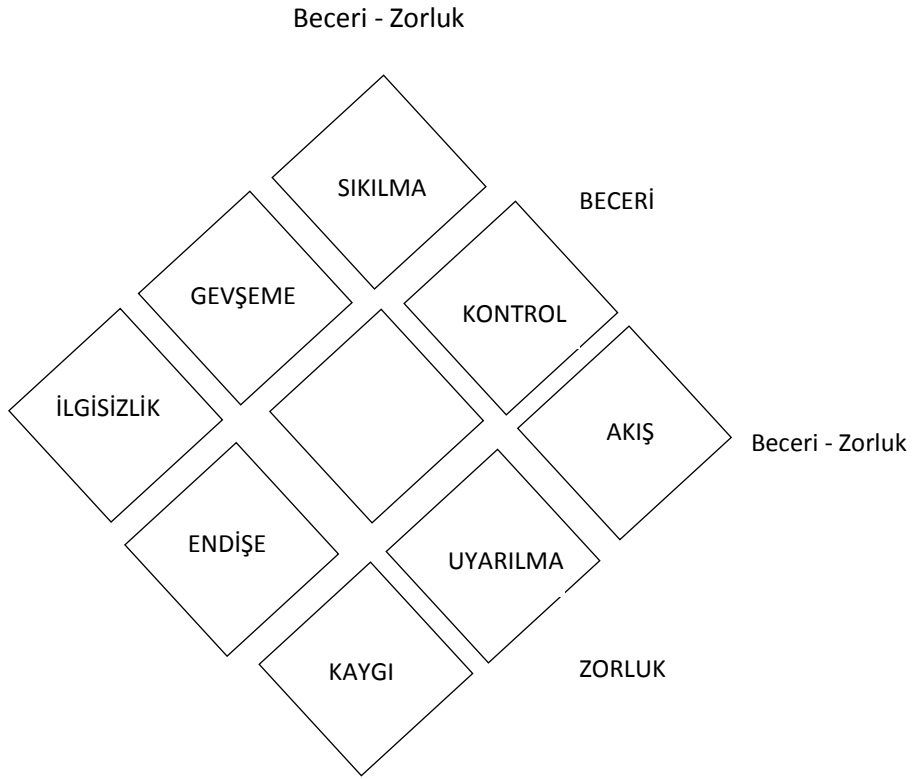 Beceri - Zorluk
SIKILMA
BECERİ
GEVŞEME
KONTROL
İLGİSİZLİK
AKIŞ
Beceri - Zorluk
ENDİŞE
UYARILMA
KAYGI
ZORLUK